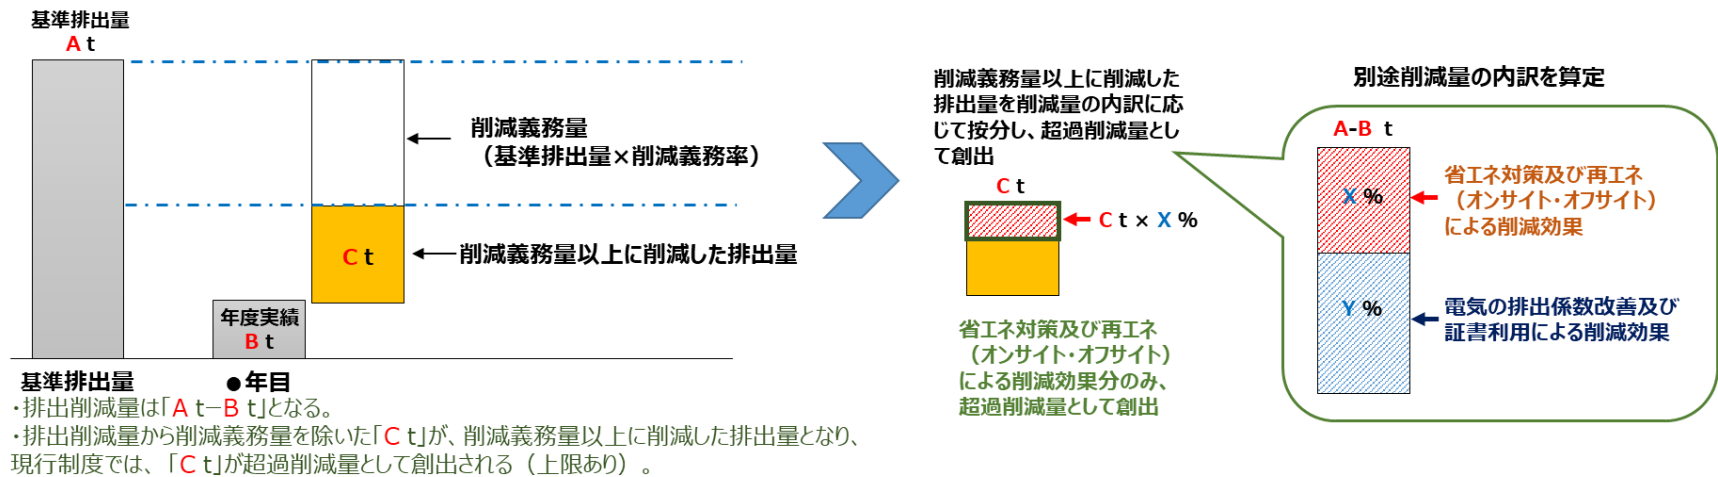 基準排出量
A t
削減義務量
（基準排出量×削減義務率）
C t
削減義務量以上に削減した排出量
年度実績
B t
基準排出量
●年目
・排出削減量は「A t－B t」となる。
・排出削減量から削減義務量を除いた「C t」が、削減義務量以上に削減した排出量となり、
現行制度では、「C t」が超過削減量として創出される（上限あり）。
削減義務量以上に削減した
排出量を削減量の内訳に応
じて按分し、超過削減量とし
て創出
C t
C t × X %
省エネ対策及び再エネ
（オンサイト・オフサイト）
による削減効果分のみ、
超過削減量として創出
別途削減量の内訳を算定
A-B t
X %
省エネ対策及び再エネ
（オンサイト・オフサイト）
による削減効果
Y %
電気の排出係数改善及び
証書利用による削減効果